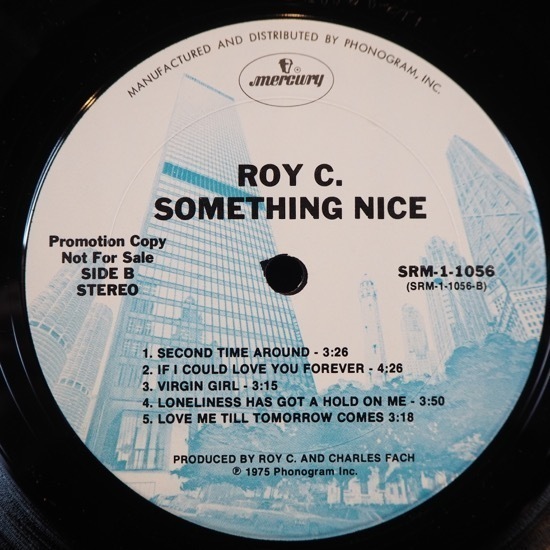 MANUFACTURED AND DISTRIBUTED BY PHONOGRAM, INC.
mercury
ROY C.
SOMETHING NICE
Promotion Copy
Not For Sale
SIDE B
STEREO
SRM-1-1056
(SRM-1-1056-B)
1. SECOND TIME AROUND - 3:26
2. IF I COULD LOVE YOU FOREVER - 4:26
3. VIRGIN GIRL - 3:15
4. LONELINESS HAS GOT A HOLD ON ME - 3:50
5. LOVE ME TILL TOMORROW COMES 3:18
PRODUCED BY ROY C. AND CHARLES FACH
℗ 1975 Phonogram Inc.